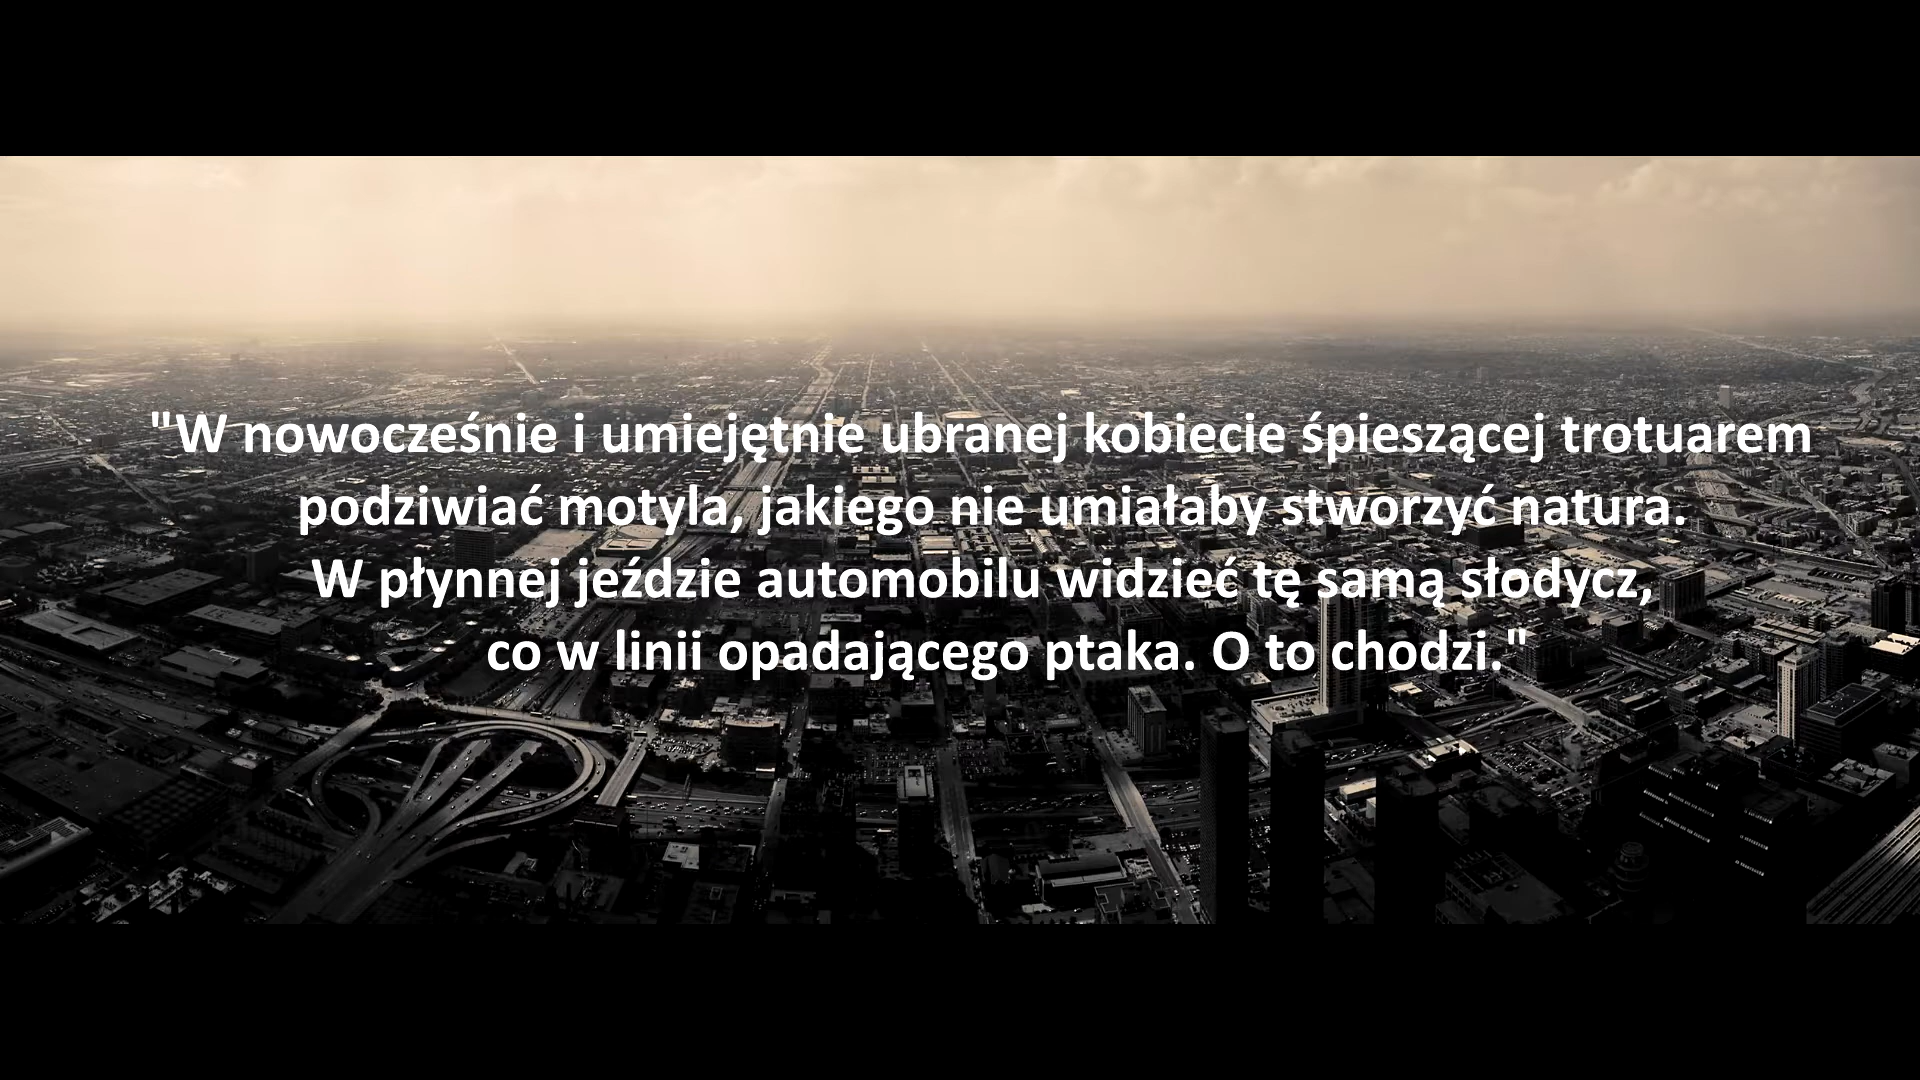 "W nowocześnie i umiejętnie ubranej kobiecie śpieszącej trotuarem
podziwiać motyla, jakiego nie umiałaby stworzyć natura.
W płynnej jeździe automobilu widzieć tę samą słodycz,
co w linii opadającego ptaka. O to chodzi."